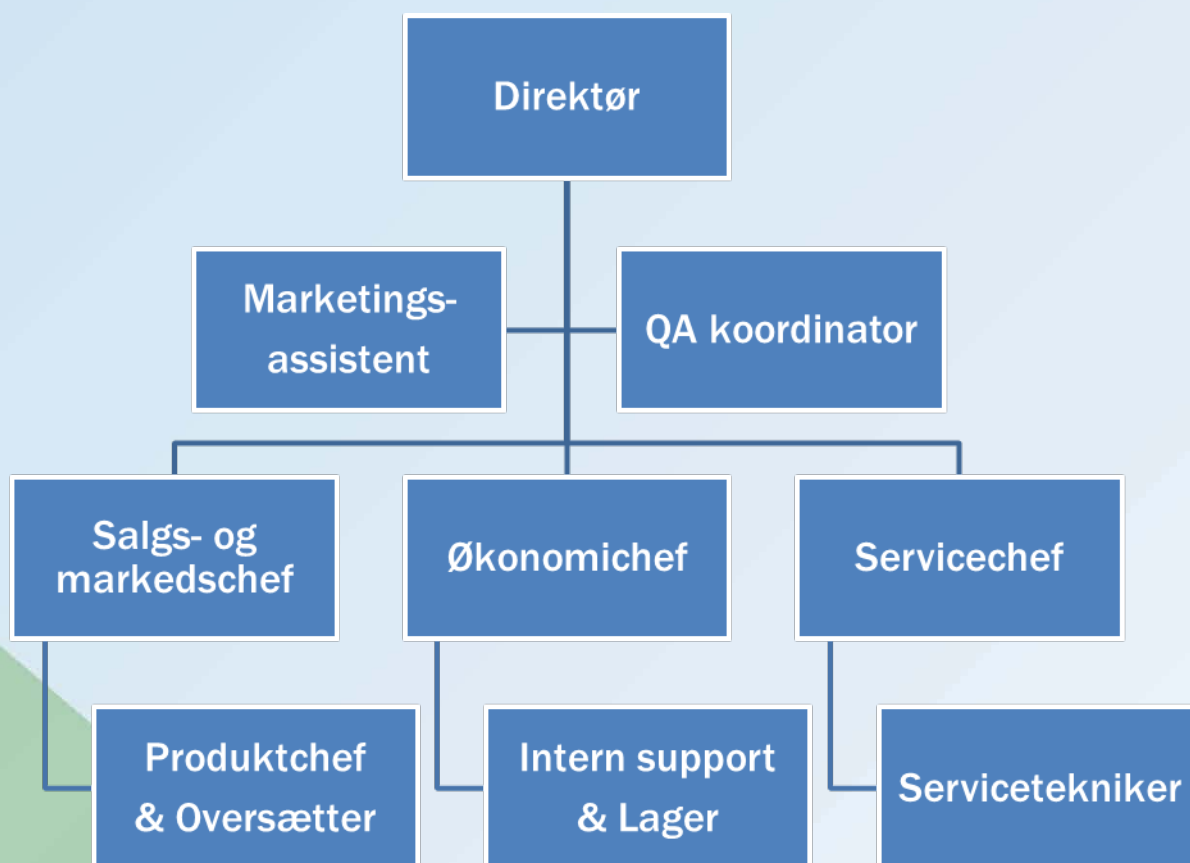 Direktør
Marketings-
assistent
QA koordinator
Salgs- og
markedschef
Økonomichef
Servicechef
Produktchef
& Oversætter
Intern support
& Lager
Servicetekniker